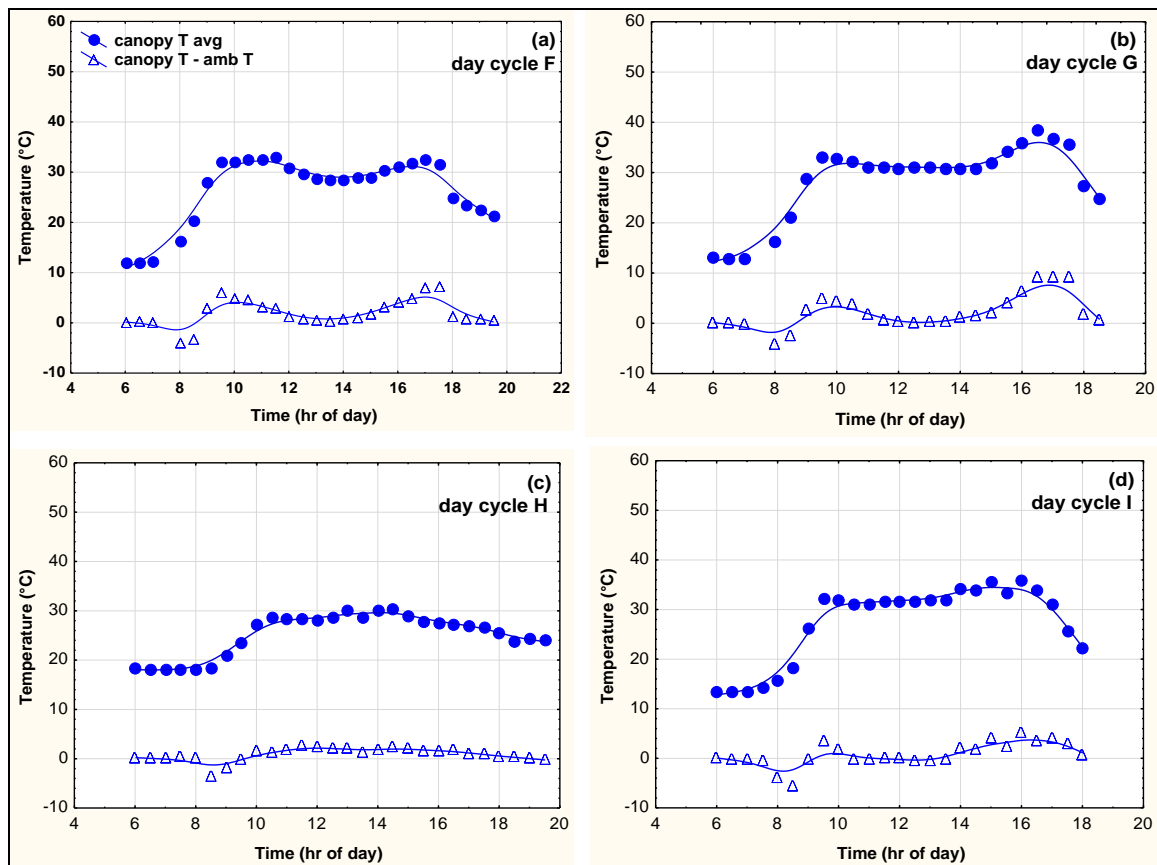 (a)
day cycle F
canopy T avg
canopy T - amb T
Temperature (°C)
60
50
40
30
20
10
0
-10
4 6 8 10 12 14 16 18 20 22
Time (hr of day)
(b)
day cycle G
Temperature (°C)
60
50
40
30
20
10
0
-10
4 6 8 10 12 14 16 18 20
Time (hr of day)
(c)
day cycle H
Temperature (°C)
60
50
40
30
20
10
0
-10
4 6 8 10 12 14 16 18 20
Time (hr of day)
(d)
day cycle I
Temperature (°C)
60
50
40
30
20
10
0
-10
4 6 8 10 12 14 16 18 20
Time (hr of day)